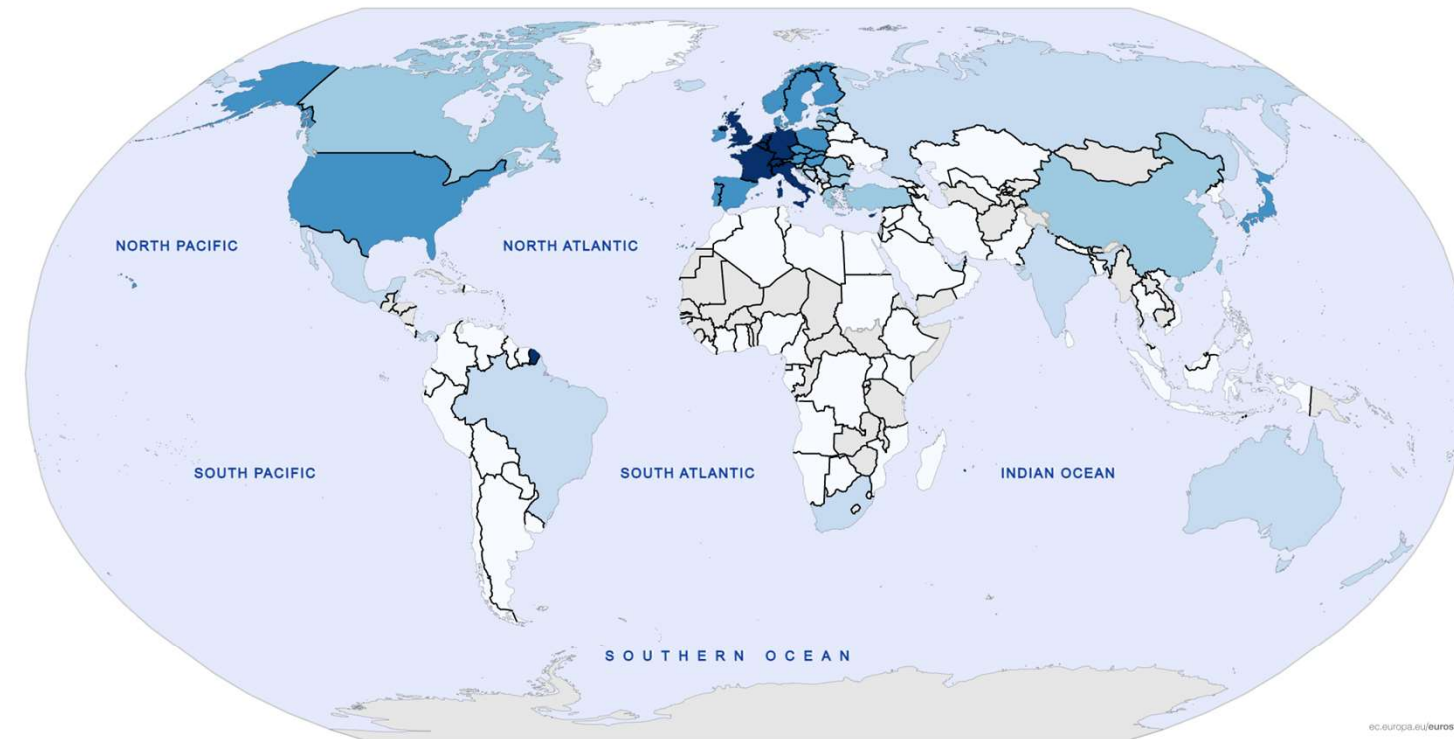 NORTH PACIFIC
NORTH ATLANTIC
SOUTH PACIFIC
SOUTH ATLANTIC
INDIAN OCEAN
SOUTHERN OCEAN
ec.europa.eu/euros